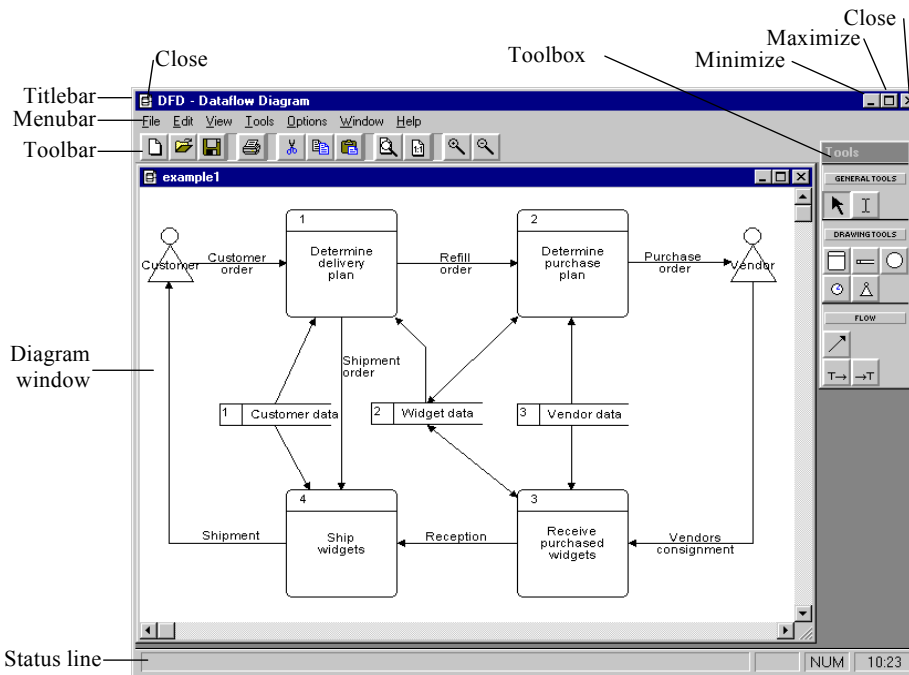 Close
Maximize
Minimize
Toolbox
Close
Titlebar
DFD - Dataflow Diagram
Menubar
File Edit View Tools Options Window Help
Toolbar
Tools
example1
GENERAL TOOLS
DRAWING TOOLS
FLOW
T→ →T
1
Determine
delivery
plan
2
Determine
purchase
plan
Customer
Customer
order
Refill
order
Purchase
order
Vendor
Diagram
window
Shipment
order
1 Customer data
2 Widget data
3 Vendor data
4
Ship
widgets
3
Receive
purchased
widgets
Shipment
Reception
Vendors
consignment
Status line
NUM 10:23